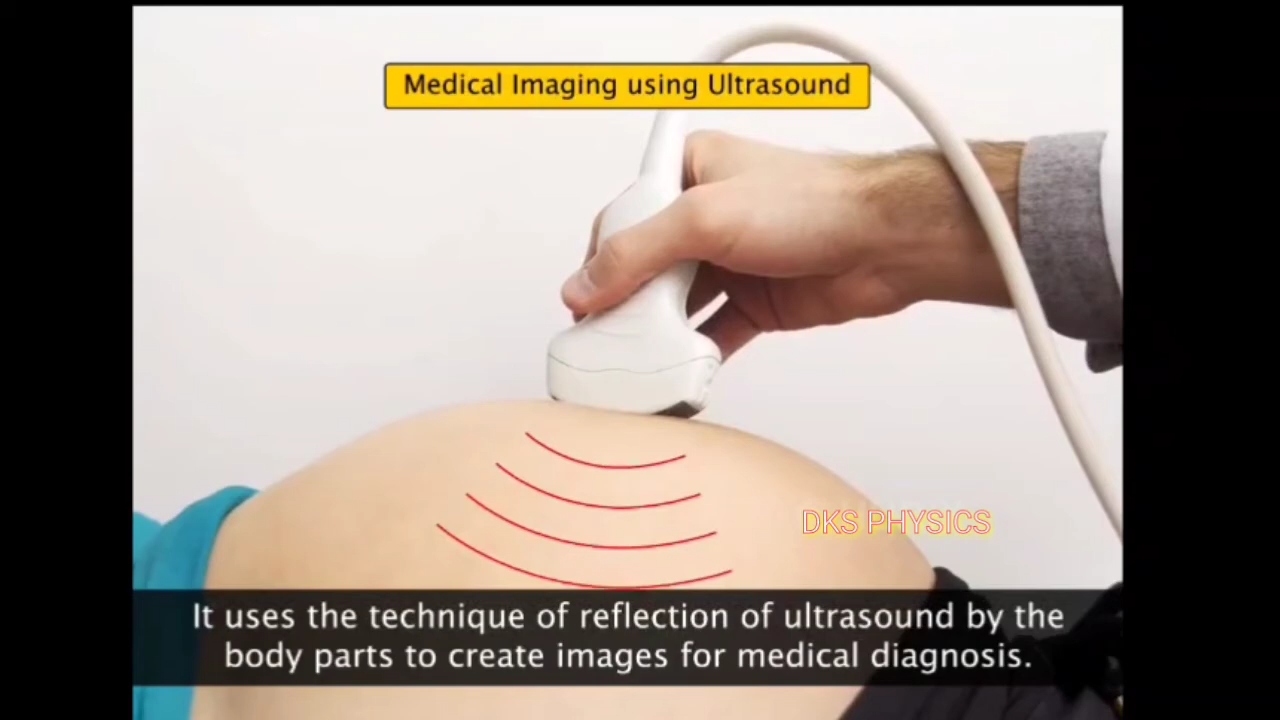 Medical Imaging using Ultrasound
DKS PHYSICS
It uses the technique of reflection of ultrasound by the
body parts to create images for medical diagnosis.